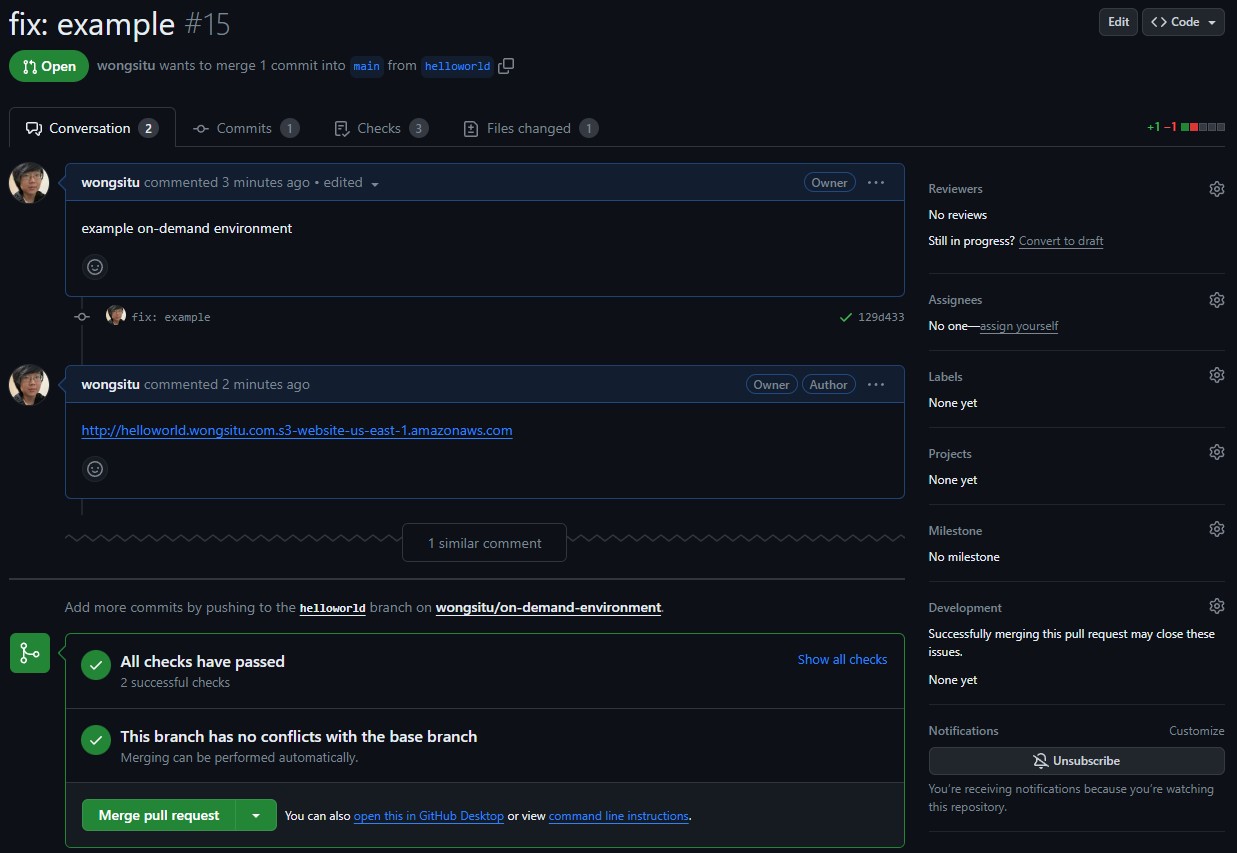 fix: example #15
Edit
<> Code
Open
wongsitu wants to merge 1 commit into main from helloworld
Conversation 2
Commits 1
Checks 3
Files changed 1
+1 −1
wongsitu commented 3 minutes ago • edited
Owner
example on-demand environment
fix: example
129d433
wongsitu commented 2 minutes ago
Owner
Author
http://helloworld.wongsitu.com.s3-website-us-east-1.amazonaws.com
1 similar comment
Add more commits by pushing to the helloworld branch on wongsitu/on-demand-environment.
All checks have passed
2 successful checks
Show all checks
This branch has no conflicts with the base branch
Merging can be performed automatically.
Merge pull request
You can also open this in GitHub Desktop or view command line instructions.
Reviewers
No reviews
Still in progress? Convert to draft
Assignees
No one—assign yourself
Labels
None yet
Projects
None yet
Milestone
No milestone
Development
Successfully merging this pull request may close these
issues.
None yet
Notifications
Customize
Unsubscribe
You're receiving notifications because you're watching
this repository.